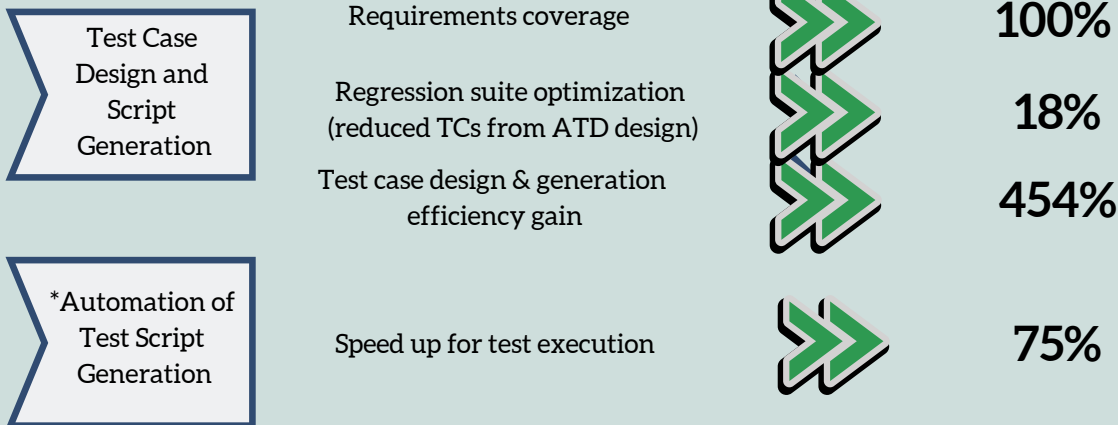 Test Case
Design and
Script
Generation
Requirements coverage
100%
Regression suite optimization
(reduced TCs from ATD design)
18%
Test case design & generation
efficiency gain
454%
*Automation of
Test Script
Generation
Speed up for test execution
75%